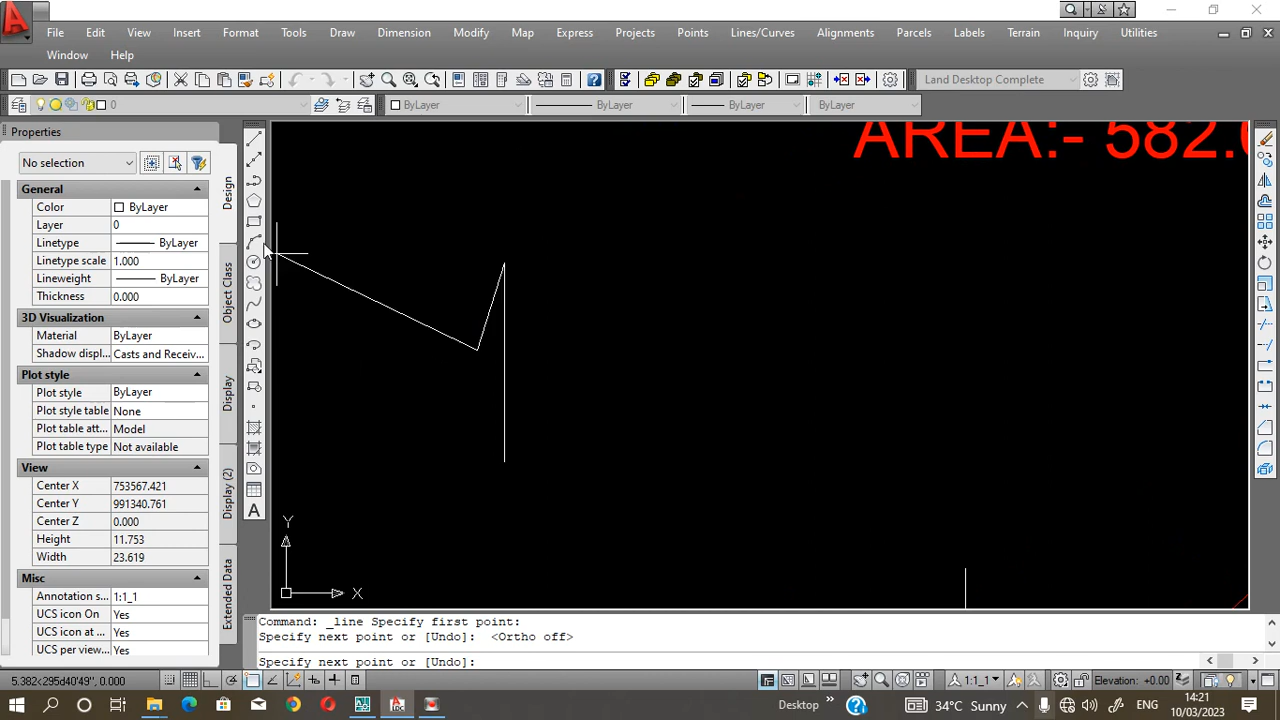 File Edit View Insert Format Tools Draw Dimension Modify Map Express Projects Points Lines/Curves Alignments Parcels Labels Terrain Inquiry Utilities
Window Help
Land Desktop Complete
0 ByLayer ByLayer ByLayer ByLayer
Properties
No selection
General
Color ByLayer
Layer 0
Linetype ByLayer
Linetype scale 1.000
Lineweight ByLayer
Thickness 0.000
3D Visualization
Material ByLayer
Shadow displ... Casts and Receiv...
Plot style
Plot style ByLayer
Plot style table None
Plot table att... Model
Plot table type Not available
View
Center X 753567.421
Center Y 991340.761
Center Z 0.000
Height 11.753
Width 23.619
Misc
Annotation s... 1:1_1
UCS icon On Yes
UCS icon at ... Yes
UCS per view... Yes
Design
Object Class
Display
Display (2)
Extended Data
A
AREA:- 582.
Y
X
Command: _line Specify first point:
Specify next point or [Undo]: <Ortho off>
Specify next point or [Undo]:
5.382<295d40'49", 0.000
1:1_1
Elevation: +0.00
Desktop
34°C Sunny
ENG
14:21
10/03/2023